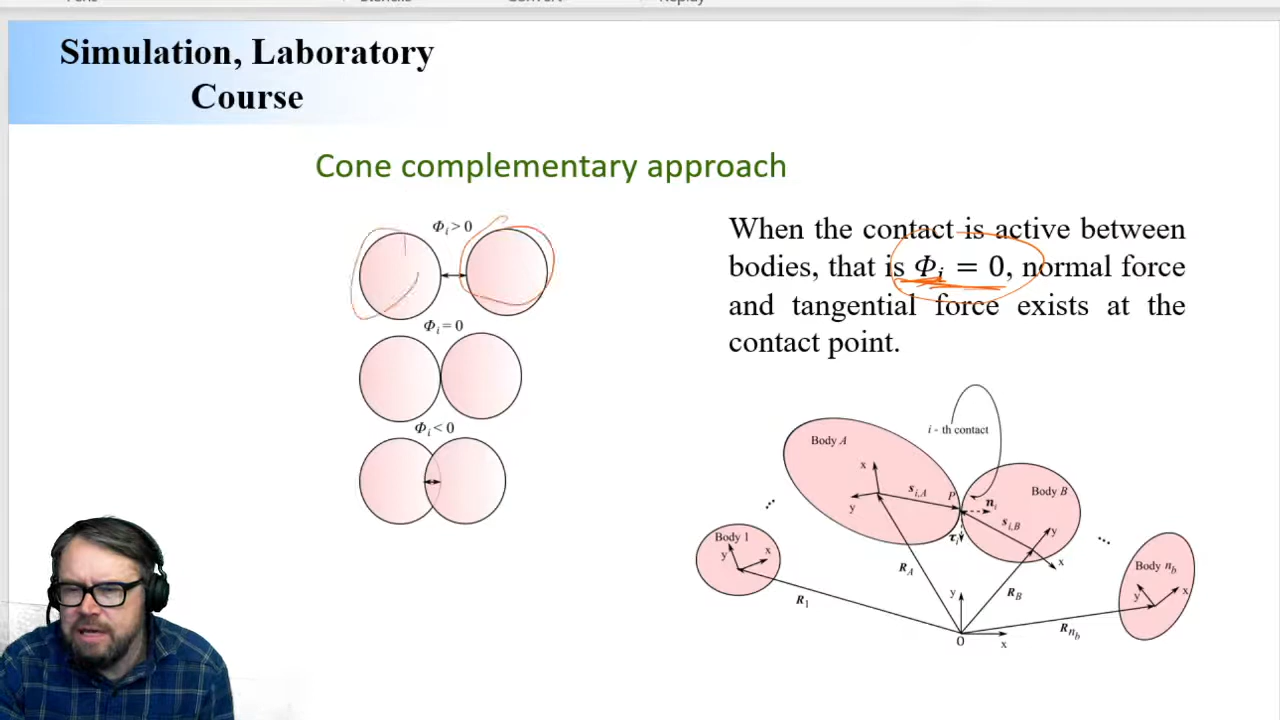 Simulation, Laboratory
Course
Cone complementary approach
Φi > 0
Φi = 0
Φi < 0
When the contact is active between
bodies, that is Φi = 0, normal force
and tangential force exists at the
contact point.
i - th contact
Body A
x
y
si,A
P
ni
Body B
si,B
y
x
τi
...
...
Body 1
y
x
Body nb
y
x
RA
RB
R1
Rnb
y
O
x